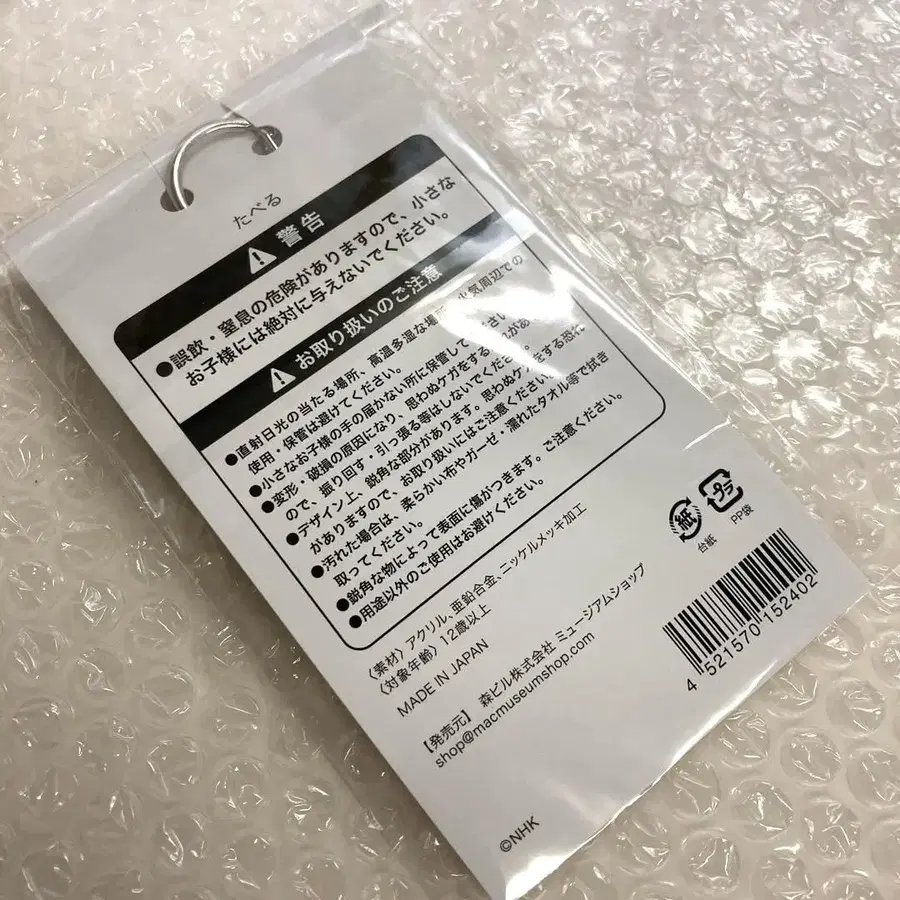 たべる
警告
●誤飲・窒息の危険がありますので、小さな
お子様には絶対に与えないでください。
お取り扱いのご注意
●直射日光の当たる場所、高温多湿な場所、火気周辺での
使用・保管は避けてください。
●小さなお子様の手の届かない所に保管してください。
●変形・破損の原因になり、思わぬケガをする
ので、振り回す・引っ張る等はしないでください。
●デザイン上、鋭角な部分があります。思わぬケガをする恐れ
がありますので、お取り扱いにはご注意ください。
●汚れた場合は、柔らかい布やガーゼ・濡れたタオル等で拭き
取ってください。
●鋭角な物によって表面に傷がつきます。ご注意ください。
●用途以外のご使用はお避けください。
〈素材〉アクリル、亜鉛合金、ニッケルメッキ加工
〈対象年齢〉12歳以上
MADE IN JAPAN
【発売元】 森ビル株式会社 ミュージアムショップ
shop@macmuseumshop.com
©NHK
紙
台紙
プラ
PP袋
4 521570 152402